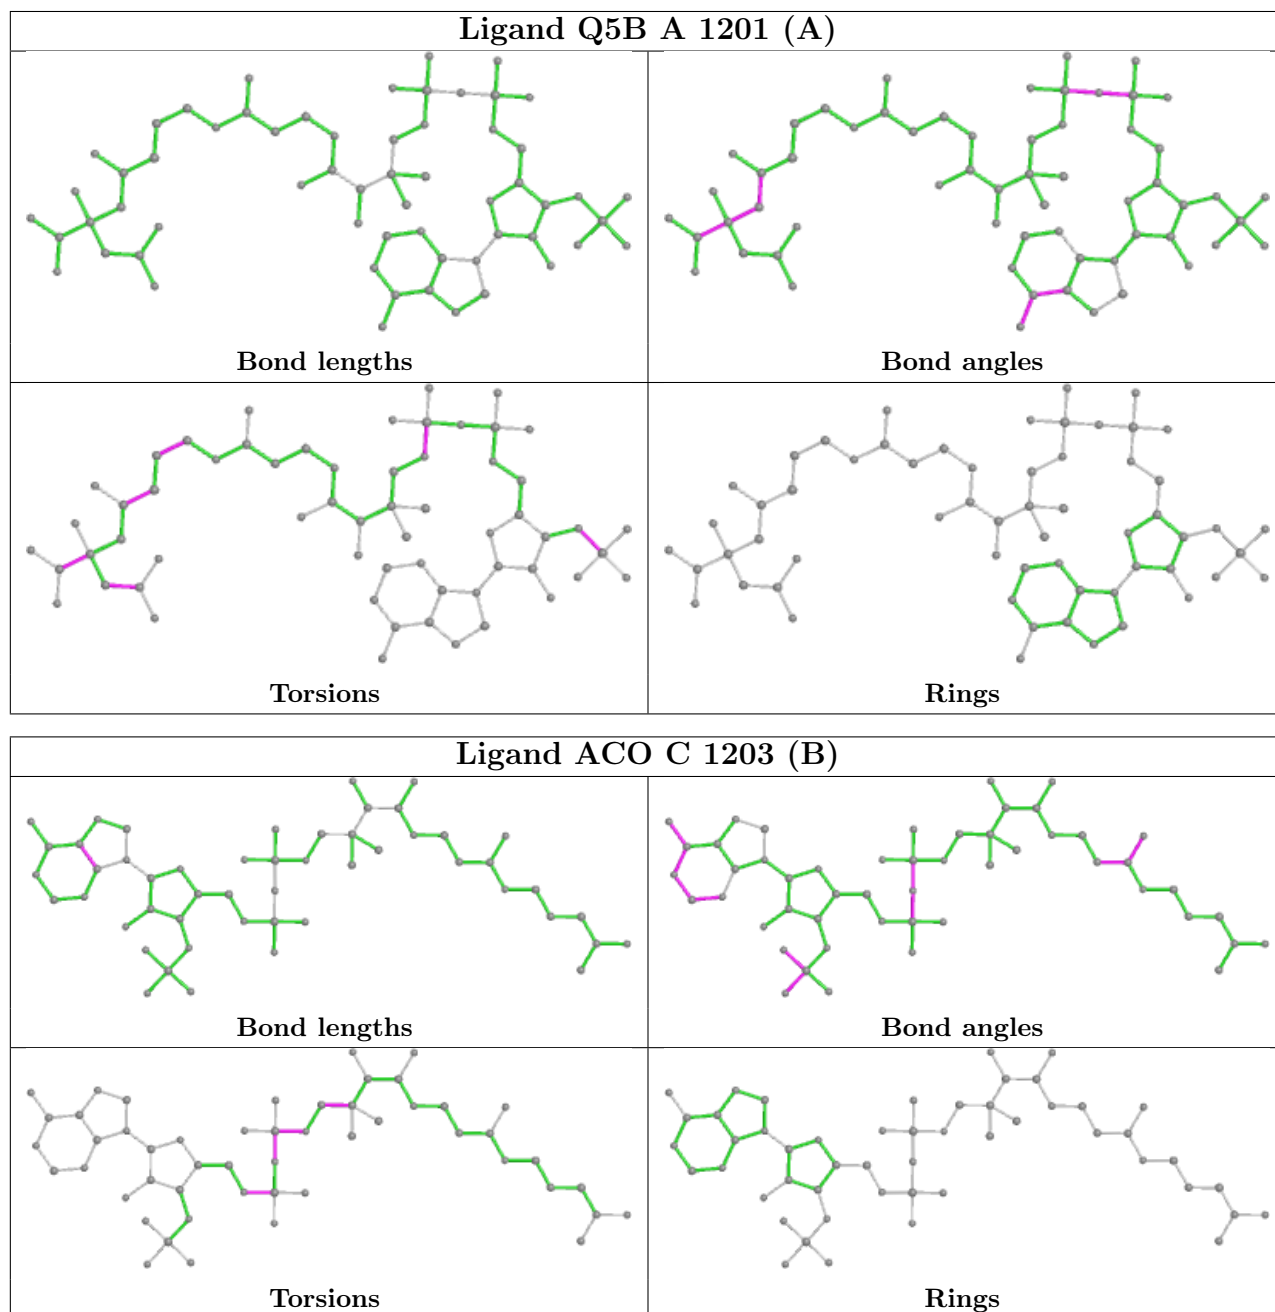 Ligand Q5B A 1201 (A)
Bond lengths
Bond angles
Torsions
Rings
Ligand ACO C 1203 (B)
Bond lengths
Bond angles
Torsions
Rings